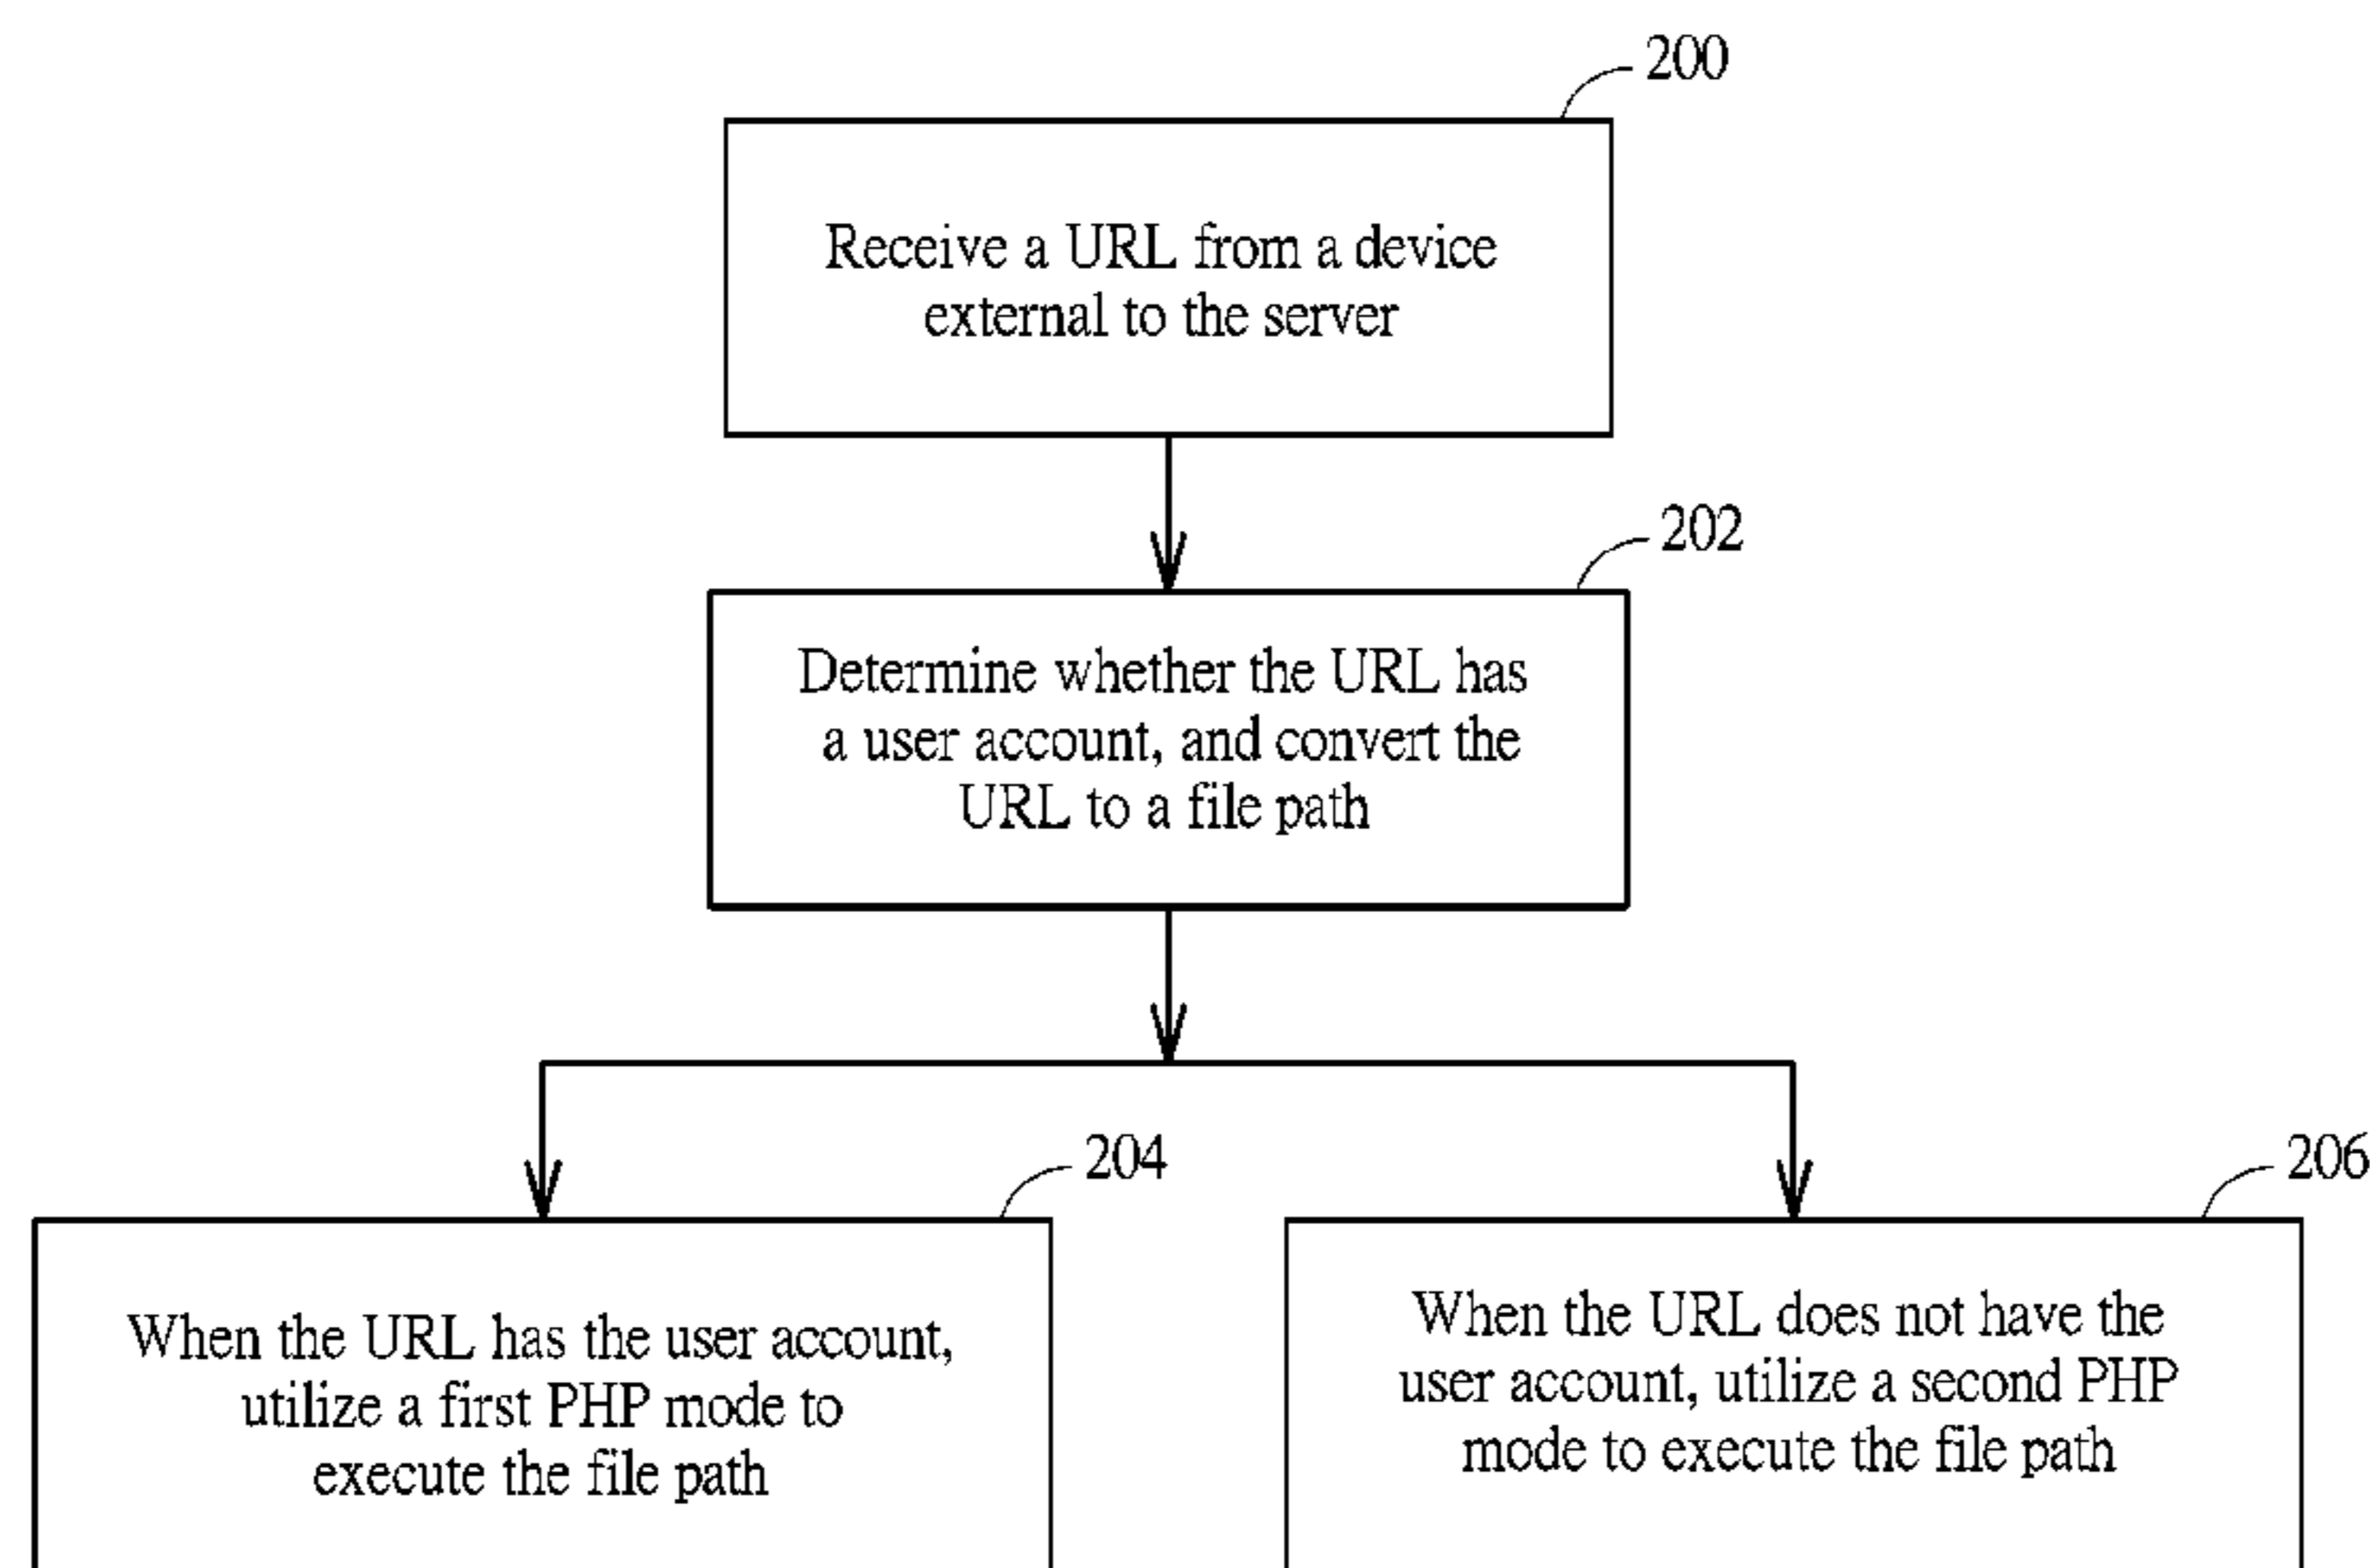 200
Receive a URL from a device
external to the server
202
Determine whether the URL has
a user account, and convert the
URL to a file path
204
When the URL has the user account,
utilize a first PHP mode to
execute the file path
206
When the URL does not have the
user account, utilize a second PHP
mode to execute the file path